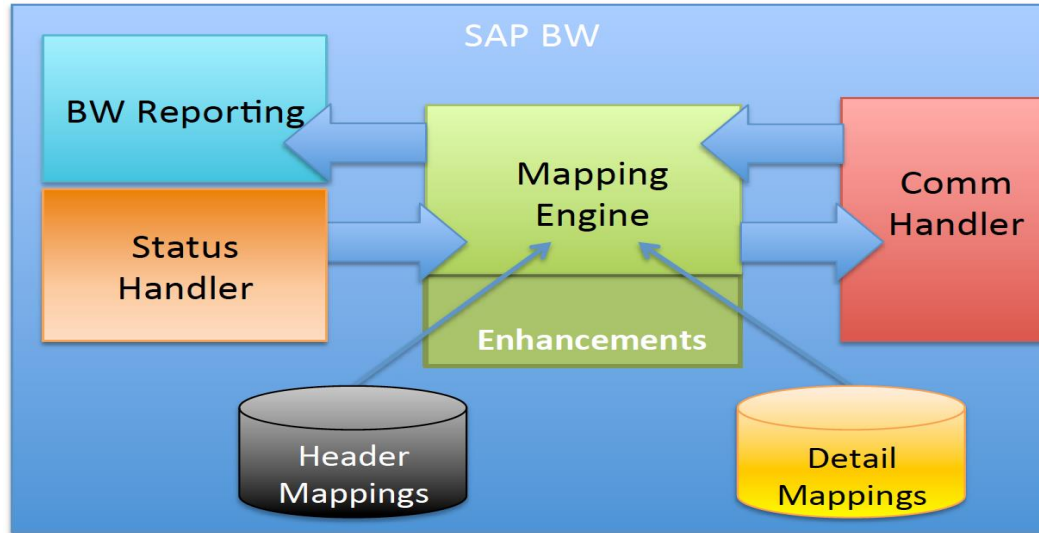 SAP BW
BW Reporting
Mapping
Engine
Comm
Handler
Status
Handler
Enhancements
Header
Mappings
Detail
Mappings